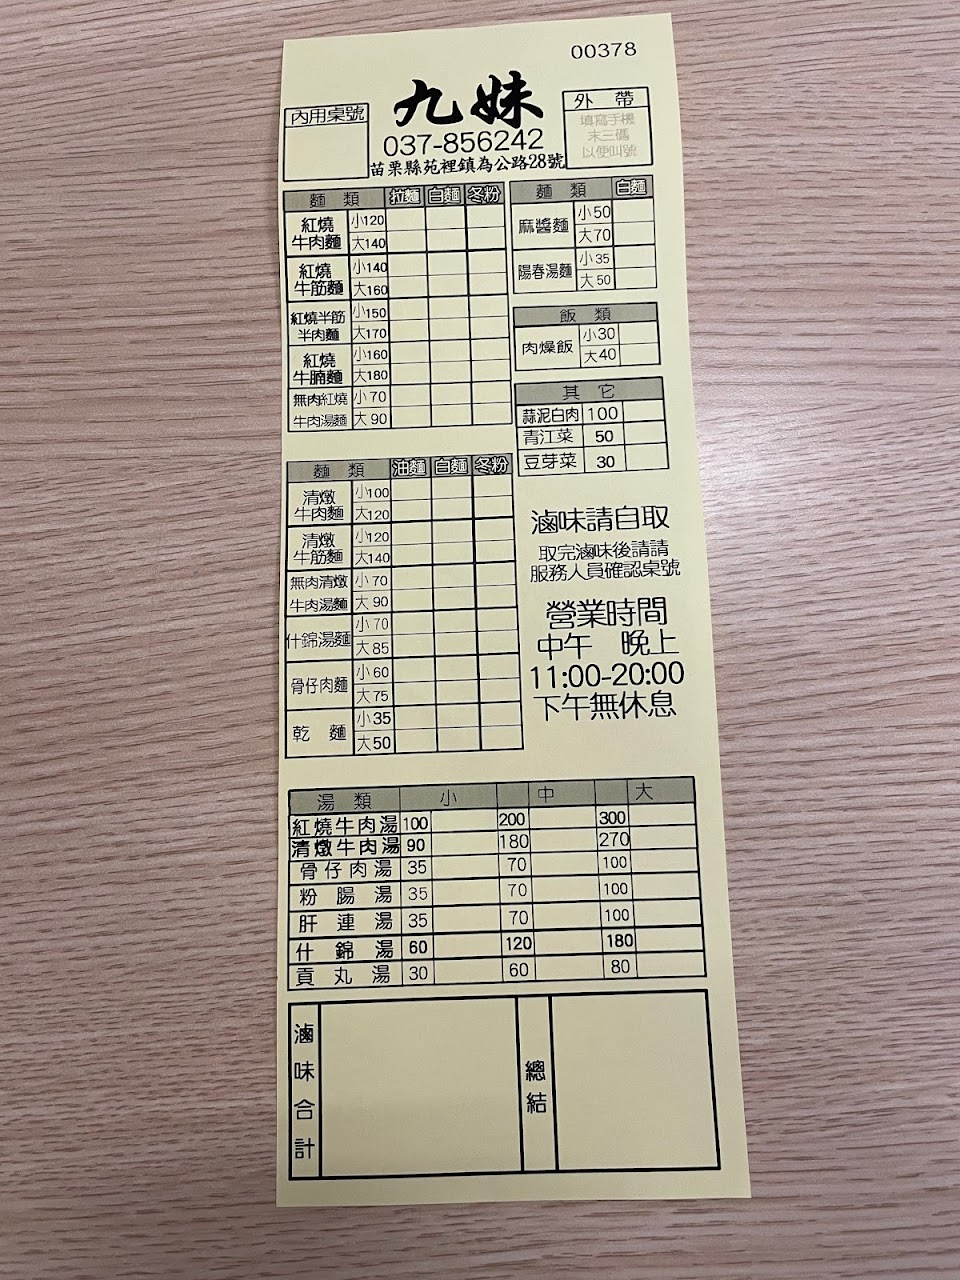 00378
九妹
內用桌號
外帶
填寫手機
末三碼
以便叫號
037-856242
苗栗縣苑裡鎮為公路28號
麵類 拉麵 白麵 冬粉
紅燒牛肉麵 小120
大140
紅燒牛筋麵 小140
大160
紅燒半筋半肉麵 小150
大170
紅燒牛腩麵 小160
大180
無肉紅燒牛肉湯麵 小70
大90
麵類 油麵 白麵 冬粉
清燉牛肉麵 小100
大120
清燉牛筋麵 小120
大140
無肉清燉牛肉湯麵 小70
大90
什錦湯麵 小70
大85
骨仔肉麵 小60
大75
乾麵 小35
大50
麵類 白麵
麻醬麵 小50
大70
陽春湯麵 小35
大50
飯類
肉燥飯 小30
大40
其它
蒜泥白肉 100
青江菜 50
豆芽菜 30
滷味請自取
取完滷味後請請
服務人員確認桌號
營業時間
中午 晚上
11:00-20:00
下午無休息
湯類 小 中 大
紅燒牛肉湯 100 200 300
清燉牛肉湯 90 180 270
骨仔肉湯 35 70 100
粉腸湯 35 70 100
肝連湯 35 70 100
什錦湯 60 120 180
貢丸湯 30 60 80
滷味合計
總結